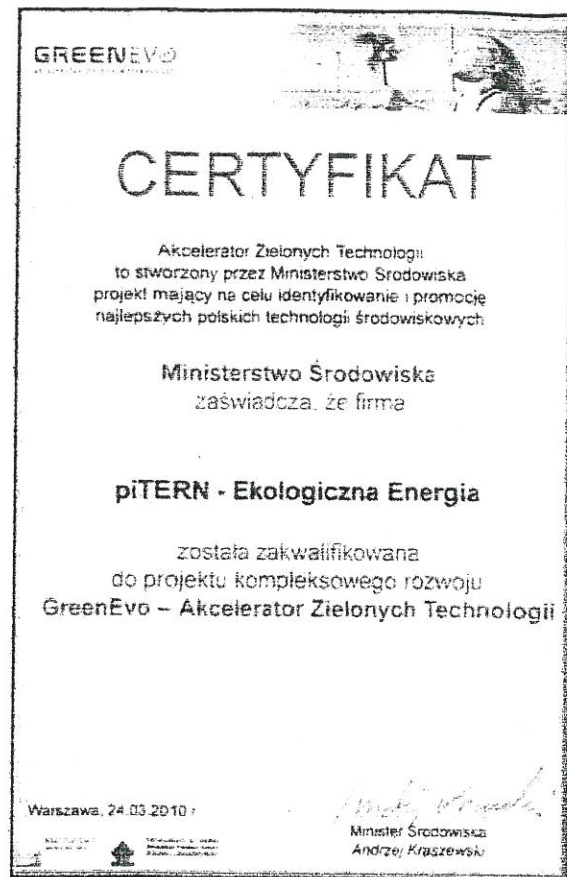 GREENEVO
CERTYFIKAT
Akcelerator Zielonych Technologii
to stworzony przez Ministerstwo Środowiska
projekt mający na celu identyfikowanie i promocję
najlepszych polskich technologii środowiskowych
Ministerstwo Środowiska
zaświadcza, że firma
piTERN - Ekologiczna Energia
została zakwalifikowana
do projektu kompleksowego rozwoju
GreenEvo – Akcelerator Zielonych Technologii
Warszawa, 24.03.2010 r.
Minister Środowiska
Andrzej Kraszewski